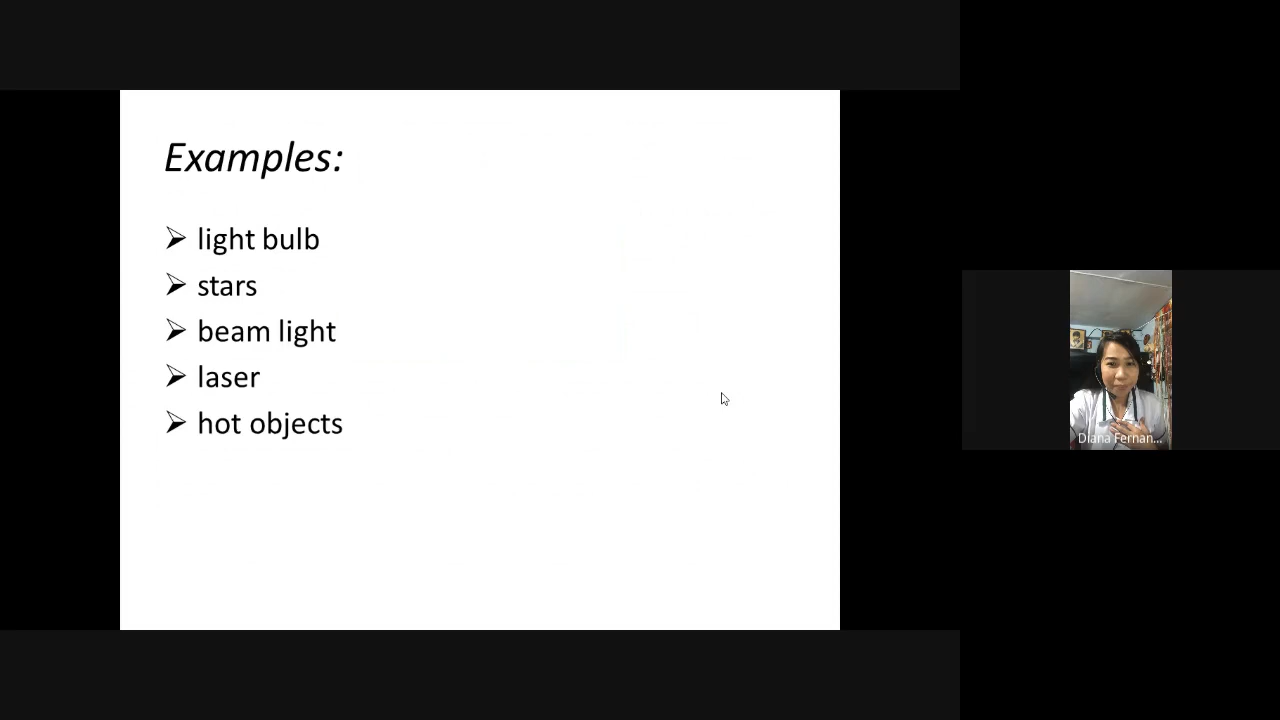 Examples:
➢ light bulb
➢ stars
➢ beam light
➢ laser
➢ hot objects
Diana Fernan...